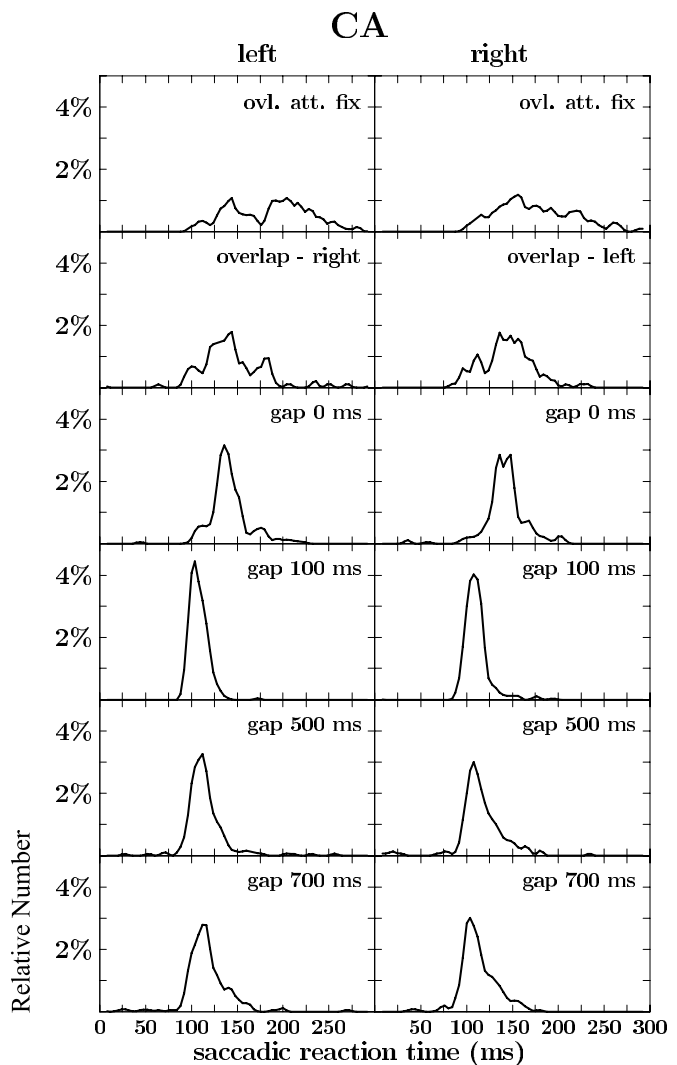 CA
left right
ovl. att. fix ovl. att. fix
4%
2%
overlap - right overlap - left
4%
2%
gap 0 ms gap 0 ms
4%
2%
gap 100 ms gap 100 ms
4%
2%
gap 500 ms gap 500 ms
4%
2%
gap 700 ms gap 700 ms
4%
2%
Relative Number
0 50 100 150 200 250 50 100 150 200 250 300
saccadic reaction time (ms)